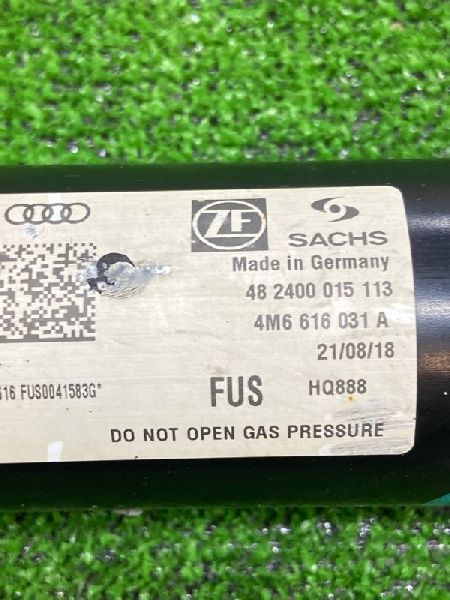 ZF SACHS
Made in Germany
48 2400 015 113
4M6 616 031 A
21/08/18
616 FUS0041583G*
FUS HQ888
DO NOT OPEN GAS PRESSURE